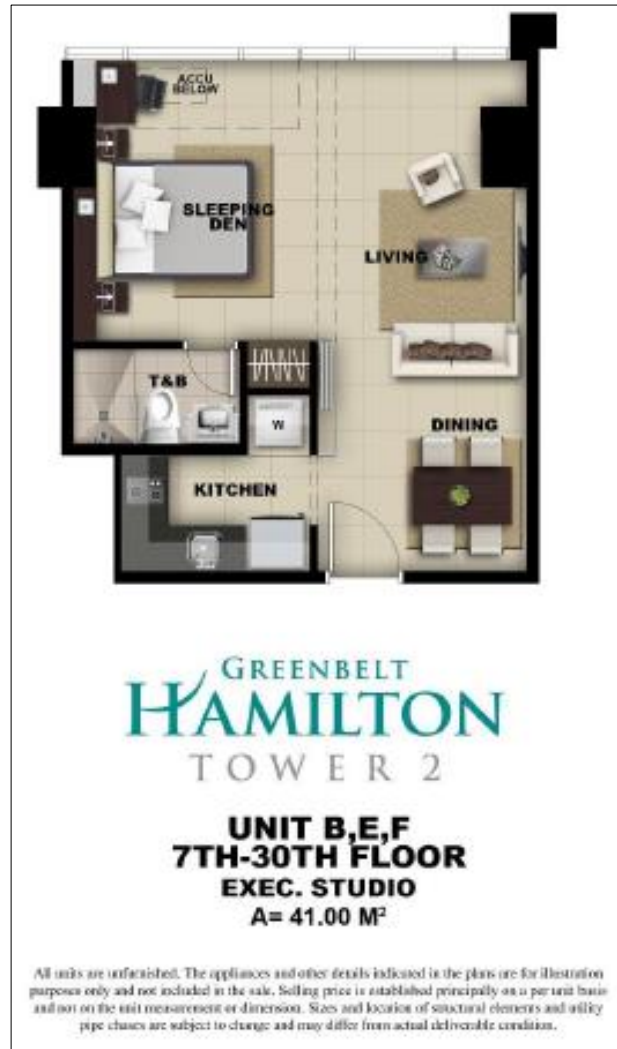 ACCU
BELOW
SLEEPING
DEN
LIVING
T&B
W
DINING
KITCHEN
GREENBELT
HAMILTON
TOWER 2
UNIT B,E,F
7TH-30TH FLOOR
EXEC. STUDIO
A= 41.00 M²
All units are unfurnished. The appliances and other details indicated in the plans are for illustration
purposes only and not included in the sale. Selling price is established principally on a per unit basis
and not on the unit measurement or dimension. Sizes and location of structural elements and utility
pipe chases are subject to change and may differ from actual deliverable condition.